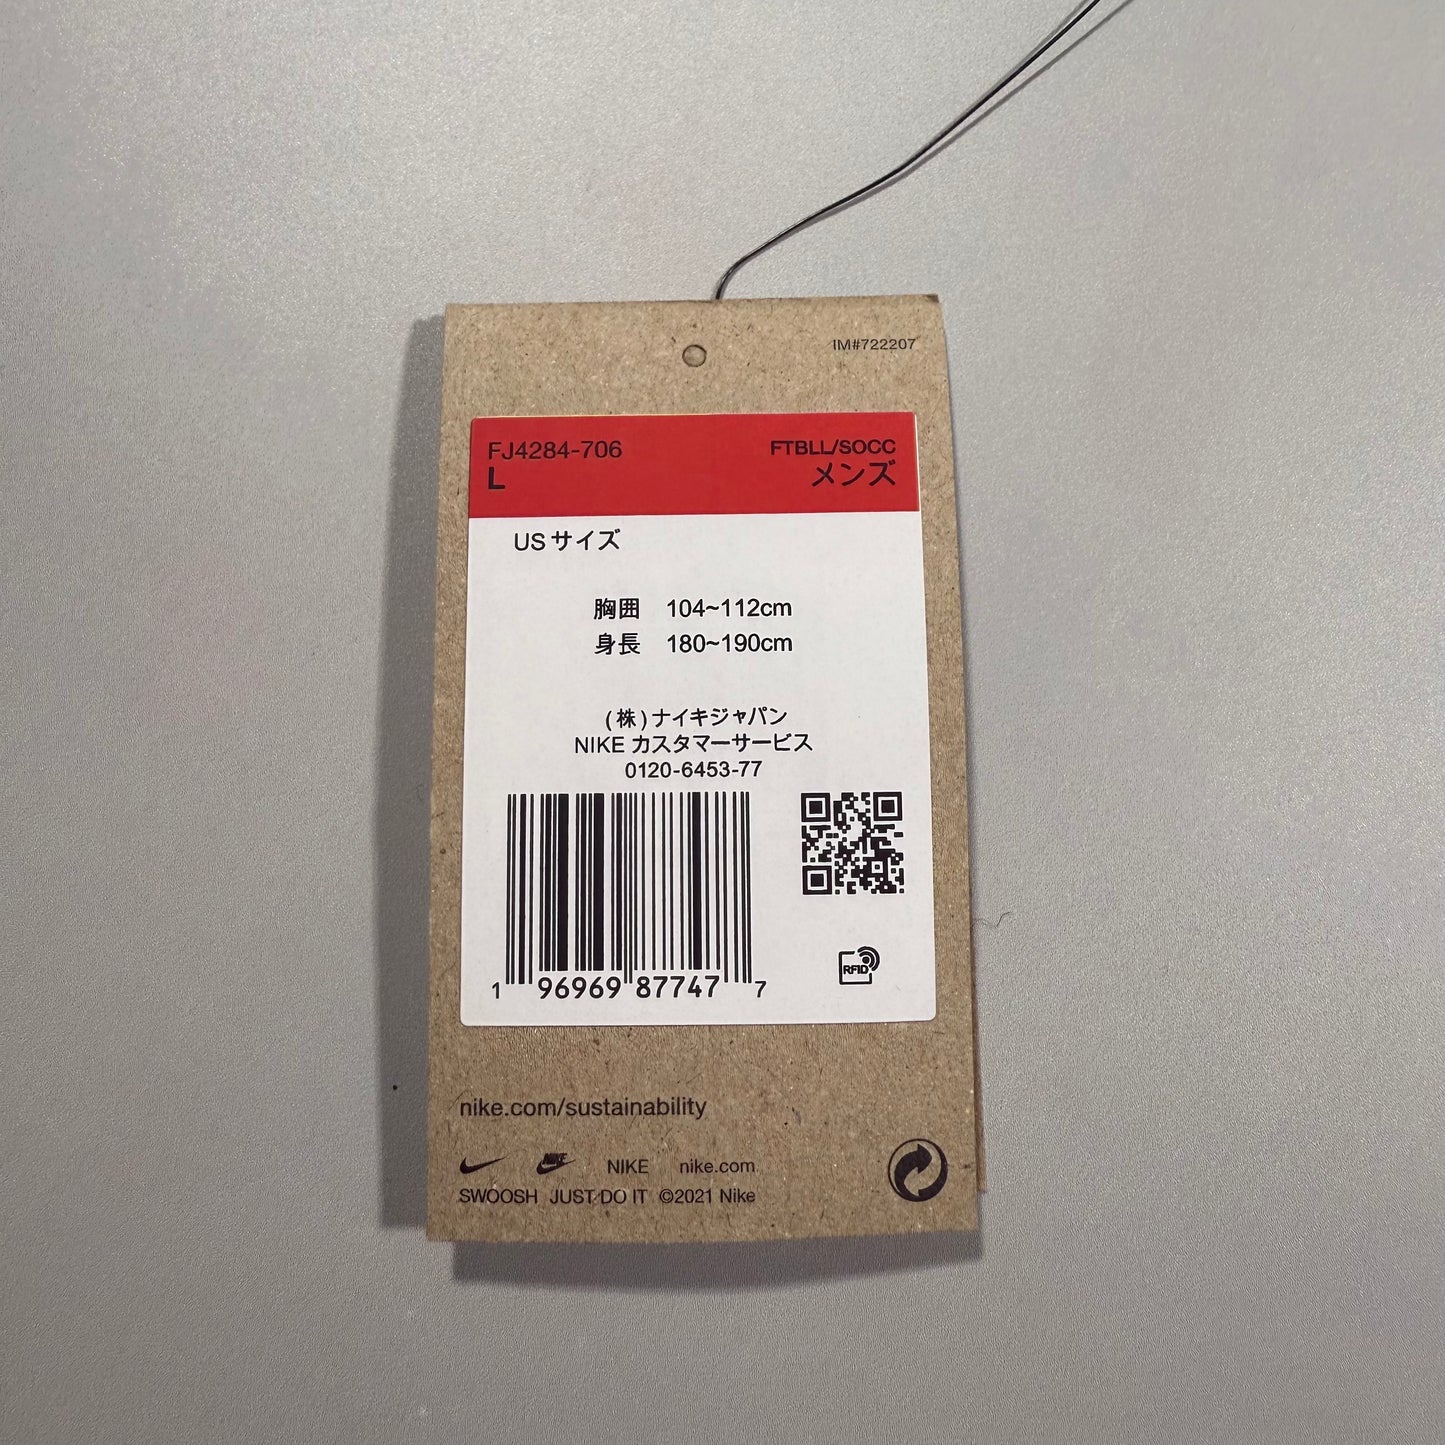 IM#722207
FJ4284-706 FTBLL/SOCC
L メンズ
US サイズ
胸囲 104~112cm
身長 180~190cm
(株)ナイキジャパン
NIKE カスタマーサービス
0120-6453-77
1 96969 87747 7
RFID
nike.com/sustainability
NIKE NIKE nike.com
SWOOSH JUST DO IT ©2021 Nike